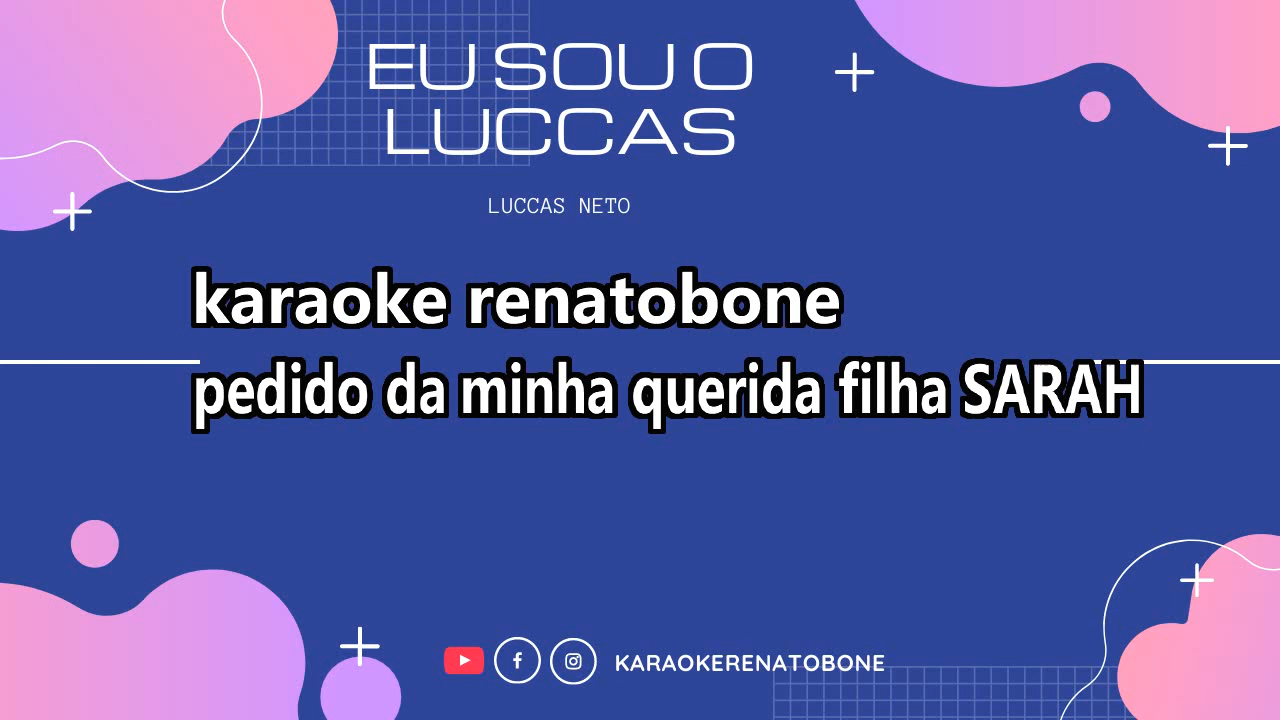 EU SOU O
LUCCAS
LUCCAS NETO
karaoke renatobone
pedido da minha querida filha SARAH
KARAOKERENATOBONE